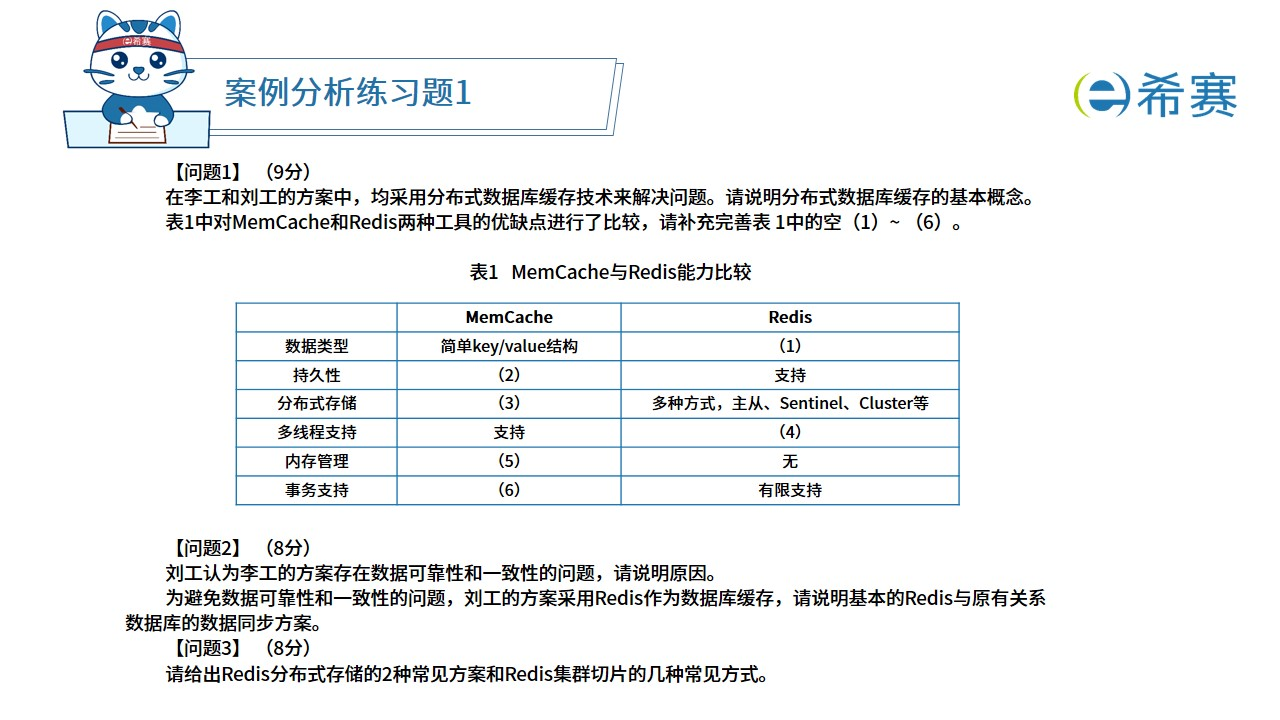 希赛
案例分析练习题1
希赛
【问题1】（9分）
在李工和刘工的方案中，均采用分布式数据库缓存技术来解决问题。请说明分布式数据库缓存的基本概念。
表1中对MemCache和Redis两种工具的优缺点进行了比较，请补充完善表 1中的空（1）~ （6）。
表1 MemCache与Redis能力比较
MemCache Redis
数据类型 简单key/value结构 （1）
持久性 （2） 支持
分布式存储 （3） 多种方式，主从、Sentinel、Cluster等
多线程支持 支持 （4）
内存管理 （5） 无
事务支持 （6） 有限支持
【问题2】（8分）
刘工认为李工的方案存在数据可靠性和一致性的问题，请说明原因。
为避免数据可靠性和一致性的问题，刘工的方案采用Redis作为数据库缓存，请说明基本的Redis与原有关系
数据库的数据同步方案。
【问题3】（8分）
请给出Redis分布式存储的2种常见方案和Redis集群切片的几种常见方式。